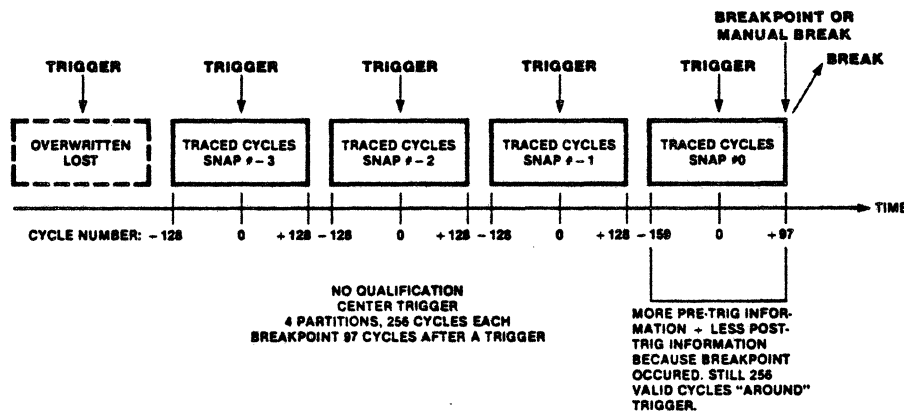 BREAKPOINT OR
MANUAL BREAK
TRIGGER TRIGGER TRIGGER TRIGGER TRIGGER BREAK
OVERWRITTEN
LOST
TRACED CYCLES
SNAP # – 3
TRACED CYCLES
SNAP # – 2
TRACED CYCLES
SNAP # – 1
TRACED CYCLES
SNAP #0
TIME
CYCLE NUMBER: – 128 0 + 128 – 128 0 + 128 – 128 0 + 128 – 159 0 + 97
NO QUALIFICATION
CENTER TRIGGER
4 PARTITIONS, 256 CYCLES EACH
BREAKPOINT 97 CYCLES AFTER A TRIGGER
MORE PRE-TRIG INFOR-
MATION + LESS POST-
TRIG INFORMATION
BECAUSE BREAKPOINT
OCCURED. STILL 256
VALID CYCLES "AROUND"
TRIGGER.